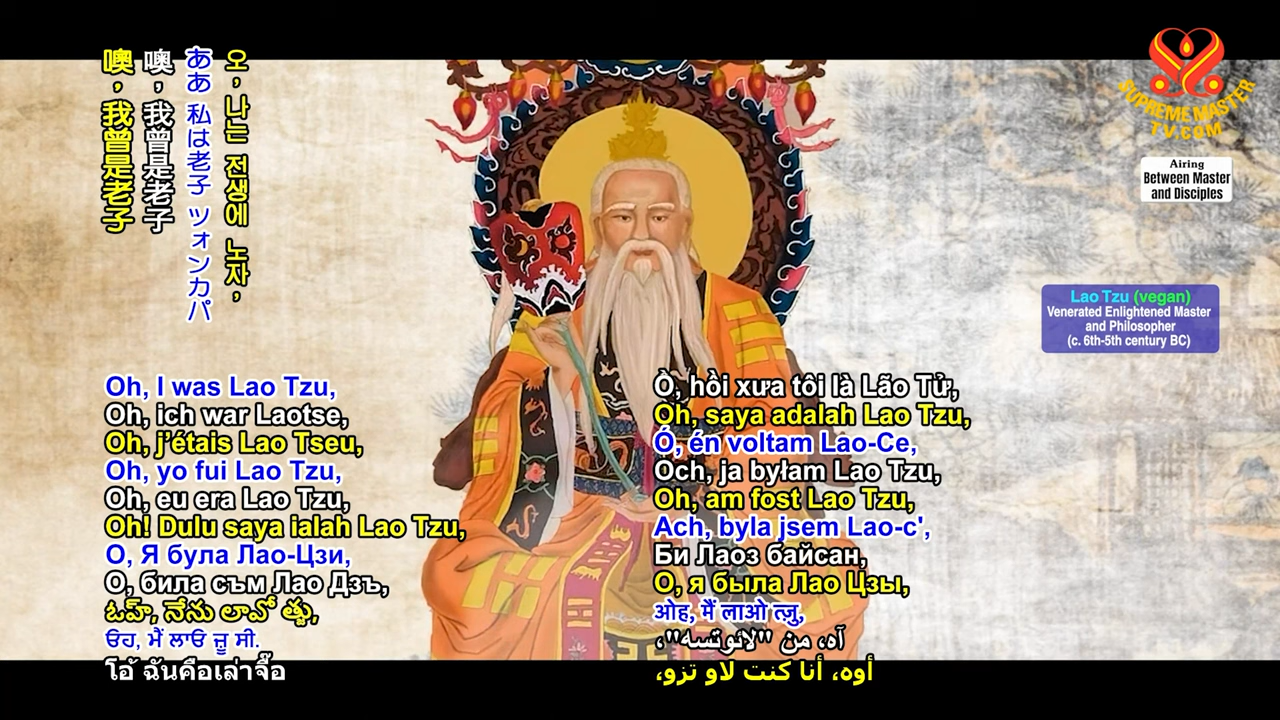 噢，我曾是老子
噢，我曾是老子
ああ 私は老子 ツォンカパ
오, 나는 전생에 노자,
SUPREME MASTER
TV.COM
Airing
Between Master
and Disciples
Lao Tzu (vegan)
Venerated Enlightened Master
and Philosopher
(c. 6th-5th century BC)
Oh, I was Lao Tzu,
Oh, ich war Laotse,
Oh, j’étais Lao Tseu,
Oh, yo fui Lao Tzu,
Oh, eu era Lao Tzu,
Oh! Dulu saya ialah Lao Tzu,
О, Я була Лао-Цзи,
О, била съм Лао Дзъ,
ఓహ్, నేను లావో త్జు,
ਓਹ, ਮੈਂ ਲਾਓ ਜ਼ੂ ਸੀ.
โอ้ ฉันคือเล่าจื๊อ
Ồ, hồi xưa tôi là Lão Tử,
Oh, saya adalah Lao Tzu,
Ó, én voltam Lao-Ce,
Och, ja byłam Lao Tzu,
Oh, am fost Lao Tzu,
Ach, byla jsem Lao-c',
Би Лаоз байсан,
О, я была Лао Цзы,
ओह, मैं लाओ त्ज़ु,
آه، من "لائوتسه"،
أوه، أنا كنت لاو تزو،